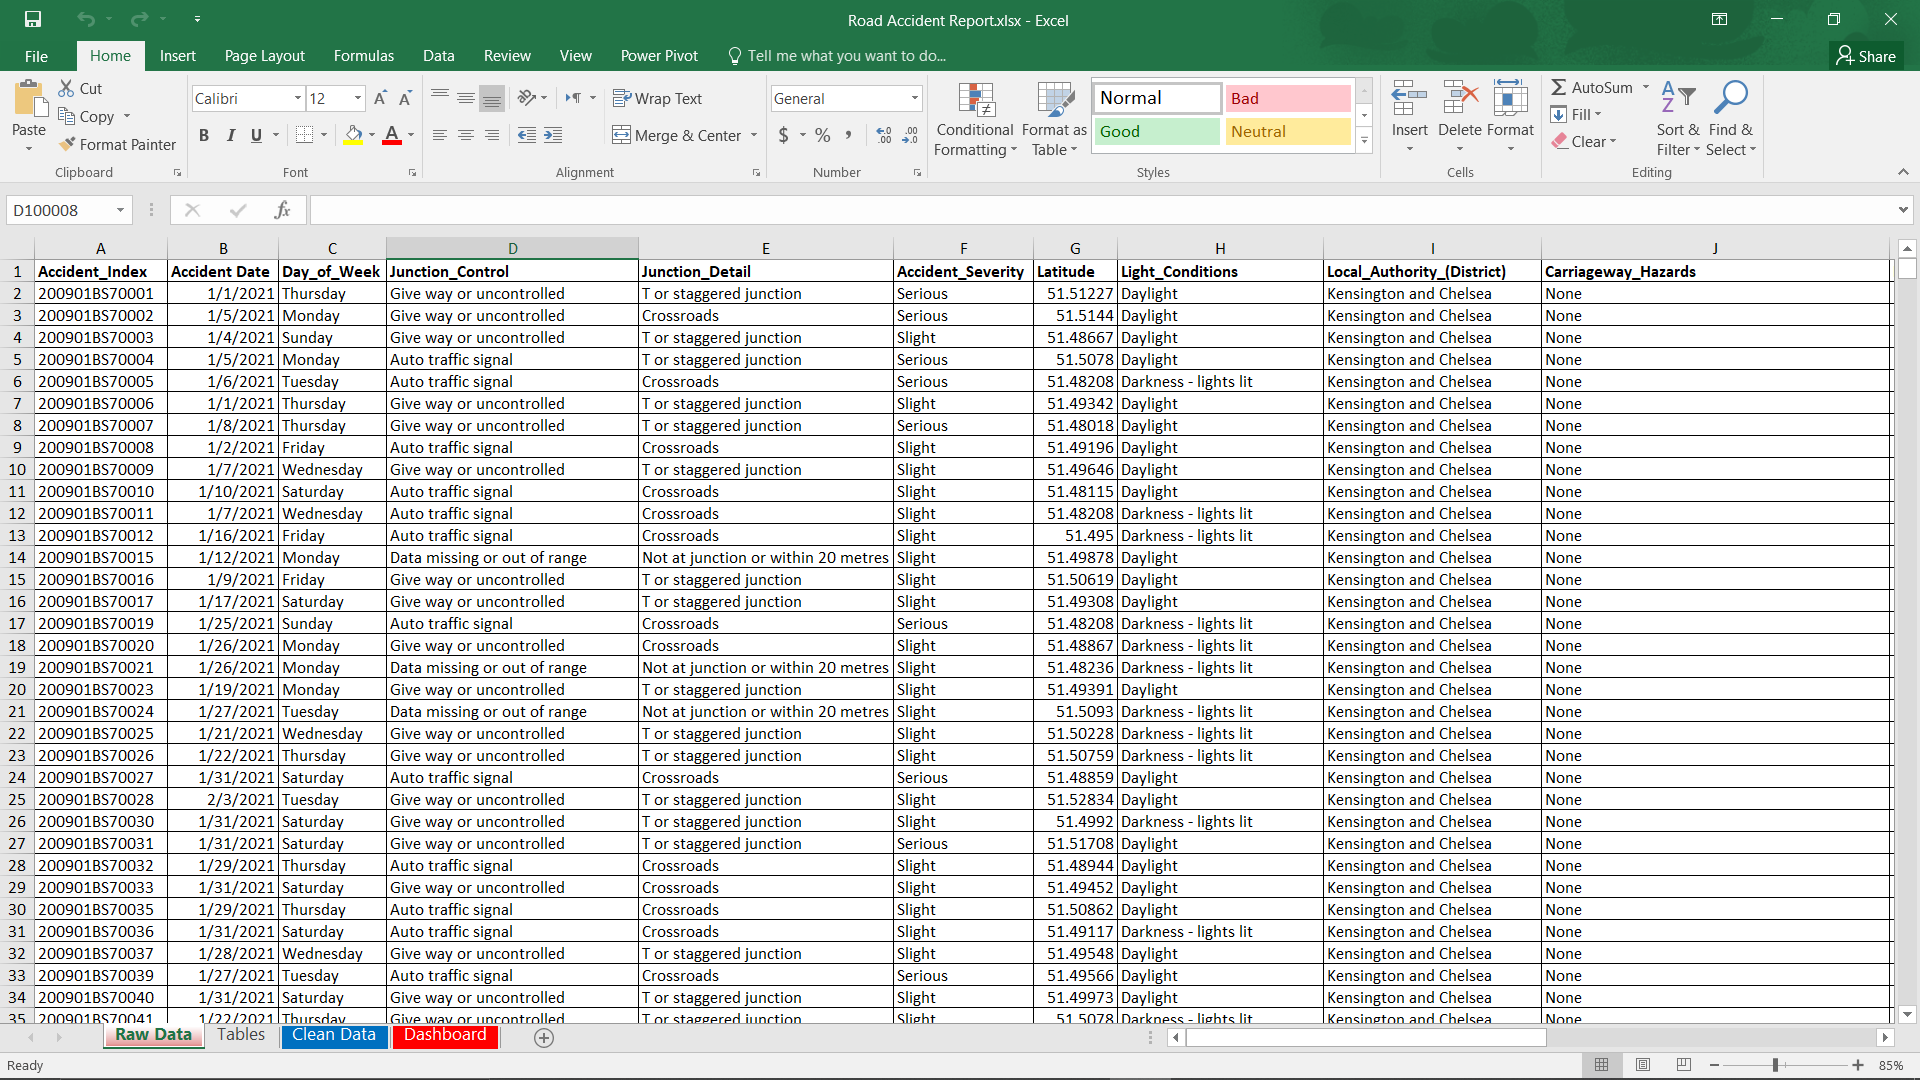 Road Accident Report.xlsx - Excel
File Home Insert Page Layout Formulas Data Review View Power Pivot Tell me what you want to do... Share
Paste Cut Copy Format Painter Clipboard
Calibri 12 B I U A Font
Wrap Text Merge & Center Alignment
General $ % , Number
Conditional Formatting Format as Table Normal Bad Good Neutral Styles
Insert Delete Format Cells
AutoSum Fill Clear Sort & Filter Find & Select Editing
D100008 fx
A B C D E F G H I J
1 Accident_Index Accident Date Day_of_Week Junction_Control Junction_Detail Accident_Severity Latitude Light_Conditions Local_Authority_(District) Carriageway_Hazards
2 200901BS70001 1/1/2021 Thursday Give way or uncontrolled T or staggered junction Serious 51.51227 Daylight Kensington and Chelsea None
3 200901BS70002 1/5/2021 Monday Give way or uncontrolled Crossroads Serious 51.5144 Daylight Kensington and Chelsea None
4 200901BS70003 1/4/2021 Sunday Give way or uncontrolled T or staggered junction Slight 51.48667 Daylight Kensington and Chelsea None
5 200901BS70004 1/5/2021 Monday Auto traffic signal T or staggered junction Serious 51.5078 Daylight Kensington and Chelsea None
6 200901BS70005 1/6/2021 Tuesday Auto traffic signal Crossroads Serious 51.48208 Darkness - lights lit Kensington and Chelsea None
7 200901BS70006 1/1/2021 Thursday Give way or uncontrolled T or staggered junction Slight 51.49342 Daylight Kensington and Chelsea None
8 200901BS70007 1/8/2021 Thursday Give way or uncontrolled T or staggered junction Serious 51.48018 Daylight Kensington and Chelsea None
9 200901BS70008 1/2/2021 Friday Auto traffic signal Crossroads Slight 51.49196 Daylight Kensington and Chelsea None
10 200901BS70009 1/7/2021 Wednesday Give way or uncontrolled T or staggered junction Slight 51.49646 Daylight Kensington and Chelsea None
11 200901BS70010 1/10/2021 Saturday Auto traffic signal Crossroads Slight 51.48115 Daylight Kensington and Chelsea None
12 200901BS70011 1/7/2021 Wednesday Auto traffic signal Crossroads Slight 51.48208 Darkness - lights lit Kensington and Chelsea None
13 200901BS70012 1/16/2021 Friday Auto traffic signal Crossroads Slight 51.495 Darkness - lights lit Kensington and Chelsea None
14 200901BS70015 1/12/2021 Monday Data missing or out of range Not at junction or within 20 metres Slight 51.49878 Daylight Kensington and Chelsea None
15 200901BS70016 1/9/2021 Friday Give way or uncontrolled T or staggered junction Slight 51.50619 Daylight Kensington and Chelsea None
16 200901BS70017 1/17/2021 Saturday Give way or uncontrolled T or staggered junction Slight 51.49308 Daylight Kensington and Chelsea None
17 200901BS70019 1/25/2021 Sunday Auto traffic signal Crossroads Serious 51.48208 Darkness - lights lit Kensington and Chelsea None
18 200901BS70020 1/26/2021 Monday Give way or uncontrolled Crossroads Slight 51.48867 Darkness - lights lit Kensington and Chelsea None
19 200901BS70021 1/26/2021 Monday Data missing or out of range Not at junction or within 20 metres Slight 51.48236 Darkness - lights lit Kensington and Chelsea None
20 200901BS70023 1/19/2021 Monday Give way or uncontrolled T or staggered junction Slight 51.49391 Daylight Kensington and Chelsea None
21 200901BS70024 1/27/2021 Tuesday Data missing or out of range Not at junction or within 20 metres Slight 51.5093 Darkness - lights lit Kensington and Chelsea None
22 200901BS70025 1/21/2021 Wednesday Give way or uncontrolled T or staggered junction Slight 51.50228 Darkness - lights lit Kensington and Chelsea None
23 200901BS70026 1/22/2021 Thursday Give way or uncontrolled T or staggered junction Slight 51.50759 Darkness - lights lit Kensington and Chelsea None
24 200901BS70027 1/31/2021 Saturday Auto traffic signal Crossroads Serious 51.48859 Daylight Kensington and Chelsea None
25 200901BS70028 2/3/2021 Tuesday Give way or uncontrolled T or staggered junction Slight 51.52834 Daylight Kensington and Chelsea None
26 200901BS70030 1/31/2021 Saturday Give way or uncontrolled T or staggered junction Slight 51.4992 Darkness - lights lit Kensington and Chelsea None
27 200901BS70031 1/31/2021 Saturday Give way or uncontrolled T or staggered junction Serious 51.51708 Daylight Kensington and Chelsea None
28 200901BS70032 1/29/2021 Thursday Auto traffic signal Crossroads Slight 51.48944 Daylight Kensington and Chelsea None
29 200901BS70033 1/31/2021 Saturday Give way or uncontrolled Crossroads Slight 51.49452 Daylight Kensington and Chelsea None
30 200901BS70035 1/29/2021 Thursday Auto traffic signal Crossroads Slight 51.50862 Daylight Kensington and Chelsea None
31 200901BS70036 1/31/2021 Saturday Auto traffic signal Crossroads Slight 51.49117 Darkness - lights lit Kensington and Chelsea None
32 200901BS70037 1/28/2021 Wednesday Give way or uncontrolled T or staggered junction Slight 51.49548 Daylight Kensington and Chelsea None
33 200901BS70039 1/27/2021 Tuesday Auto traffic signal Crossroads Serious 51.49566 Daylight Kensington and Chelsea None
34 200901BS70040 1/31/2021 Saturday Give way or uncontrolled T or staggered junction Slight 51.49973 Daylight Kensington and Chelsea None
35 200901BS70041 1/22/2021 Thursday Give way or uncontrolled T or staggered junction Slight 51.5078 Darkness - lights lit Kensington and Chelsea None
Raw Data Tables Clean Data Dashboard
Ready 85%